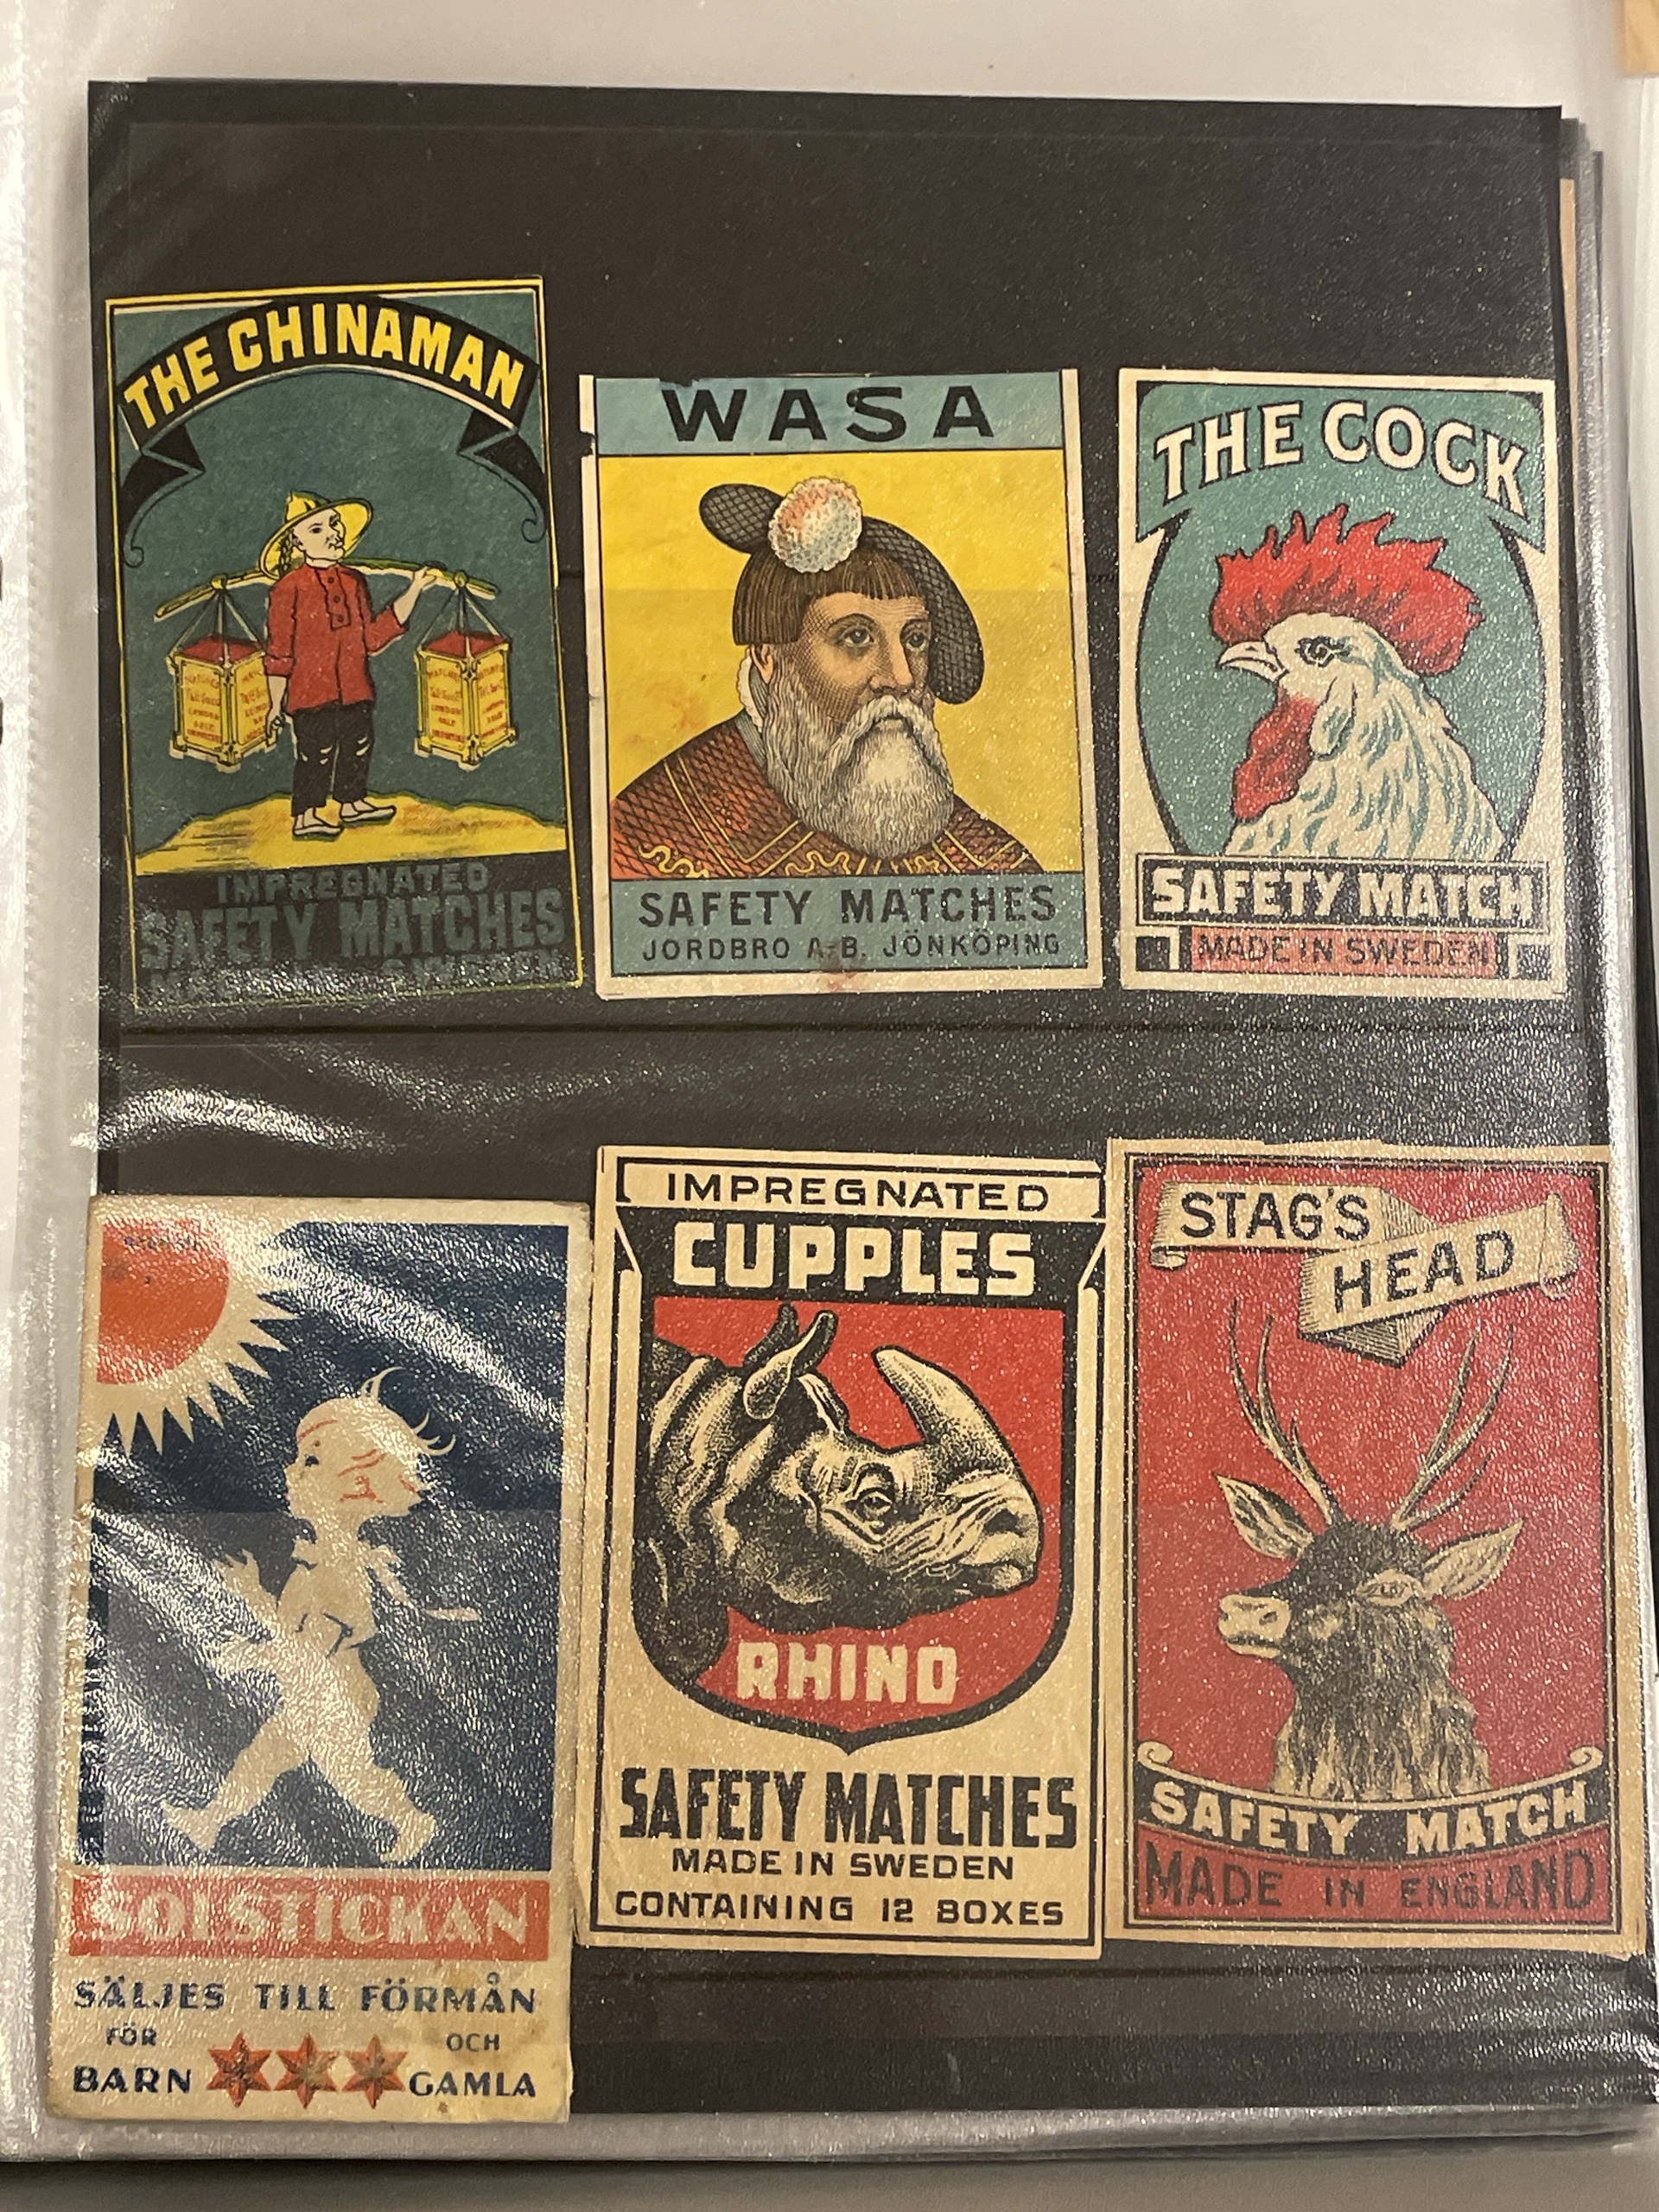 THE CHINAMAN
IMPREGNATED
SAFETY MATCHES
WASA
SAFETY MATCHES
JORDBRO A-B. JÖNKÖPING
THE COCK
SAFETY MATCH
MADE IN SWEDEN
SOLSTICKAN
SÄLJES TILL FÖRMÅN
FÖR OCH
BARN GAMLA
IMPREGNATED
CUPPLES
RHINO
SAFETY MATCHES
MADE IN SWEDEN
CONTAINING 12 BOXES
STAG'S
HEAD
SAFETY MATCH
MADE IN ENGLAND